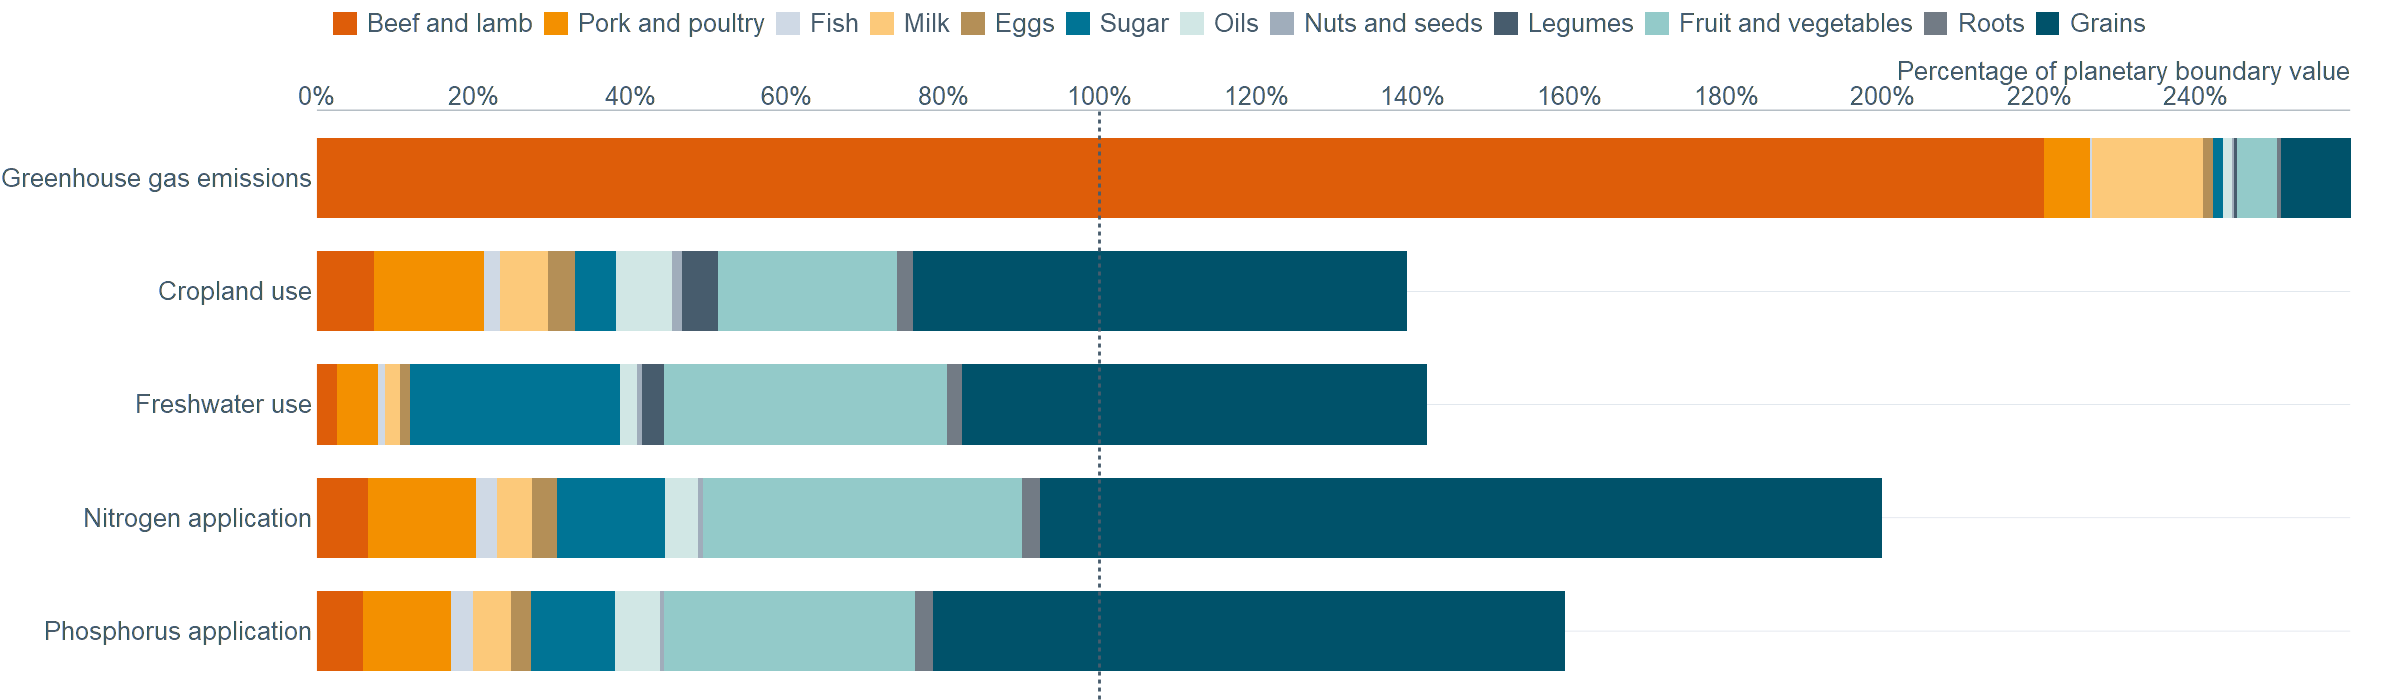 Beef and lamb Pork and poultry Fish Milk Eggs Sugar Oils Nuts and seeds Legumes Fruit and vegetables Roots Grains
Percentage of planetary boundary value
0% 20% 40% 60% 80% 100% 120% 140% 160% 180% 200% 220% 240%
Greenhouse gas emissions
Cropland use
Freshwater use
Nitrogen application
Phosphorus application